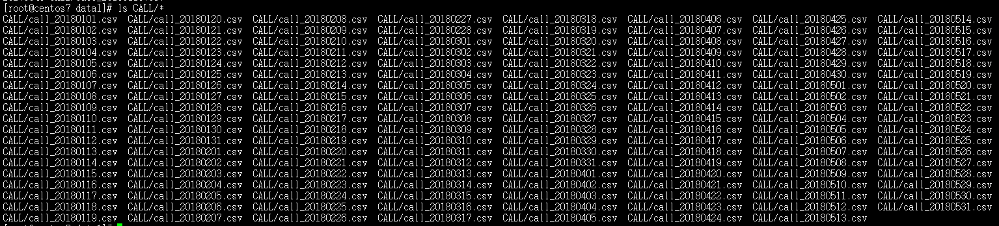 [root@centos7 data1]# ls CALL/*
CALL/call_20180101.csv CALL/call_20180120.csv CALL/call_20180208.csv CALL/call_20180227.csv CALL/call_20180318.csv CALL/call_20180406.csv CALL/call_20180425.csv CALL/call_20180514.csv
CALL/call_20180102.csv CALL/call_20180121.csv CALL/call_20180209.csv CALL/call_20180228.csv CALL/call_20180319.csv CALL/call_20180407.csv CALL/call_20180426.csv CALL/call_20180515.csv
CALL/call_20180103.csv CALL/call_20180122.csv CALL/call_20180210.csv CALL/call_20180301.csv CALL/call_20180320.csv CALL/call_20180408.csv CALL/call_20180427.csv CALL/call_20180516.csv
CALL/call_20180104.csv CALL/call_20180123.csv CALL/call_20180211.csv CALL/call_20180302.csv CALL/call_20180321.csv CALL/call_20180409.csv CALL/call_20180428.csv CALL/call_20180517.csv
CALL/call_20180105.csv CALL/call_20180124.csv CALL/call_20180212.csv CALL/call_20180303.csv CALL/call_20180322.csv CALL/call_20180410.csv CALL/call_20180429.csv CALL/call_20180518.csv
CALL/call_20180106.csv CALL/call_20180125.csv CALL/call_20180213.csv CALL/call_20180304.csv CALL/call_20180323.csv CALL/call_20180411.csv CALL/call_20180430.csv CALL/call_20180519.csv
CALL/call_20180107.csv CALL/call_20180126.csv CALL/call_20180214.csv CALL/call_20180305.csv CALL/call_20180324.csv CALL/call_20180412.csv CALL/call_20180501.csv CALL/call_20180520.csv
CALL/call_20180108.csv CALL/call_20180127.csv CALL/call_20180215.csv CALL/call_20180306.csv CALL/call_20180325.csv CALL/call_20180413.csv CALL/call_20180502.csv CALL/call_20180521.csv
CALL/call_20180109.csv CALL/call_20180128.csv CALL/call_20180216.csv CALL/call_20180307.csv CALL/call_20180326.csv CALL/call_20180414.csv CALL/call_20180503.csv CALL/call_20180522.csv
CALL/call_20180110.csv CALL/call_20180129.csv CALL/call_20180217.csv CALL/call_20180308.csv CALL/call_20180327.csv CALL/call_20180415.csv CALL/call_20180504.csv CALL/call_20180523.csv
CALL/call_20180111.csv CALL/call_20180130.csv CALL/call_20180218.csv CALL/call_20180309.csv CALL/call_20180328.csv CALL/call_20180416.csv CALL/call_20180505.csv CALL/call_20180524.csv
CALL/call_20180112.csv CALL/call_20180131.csv CALL/call_20180219.csv CALL/call_20180310.csv CALL/call_20180329.csv CALL/call_20180417.csv CALL/call_20180506.csv CALL/call_20180525.csv
CALL/call_20180113.csv CALL/call_20180201.csv CALL/call_20180220.csv CALL/call_20180311.csv CALL/call_20180330.csv CALL/call_20180418.csv CALL/call_20180507.csv CALL/call_20180526.csv
CALL/call_20180114.csv CALL/call_20180202.csv CALL/call_20180221.csv CALL/call_20180312.csv CALL/call_20180331.csv CALL/call_20180419.csv CALL/call_20180508.csv CALL/call_20180527.csv
CALL/call_20180115.csv CALL/call_20180203.csv CALL/call_20180222.csv CALL/call_20180313.csv CALL/call_20180401.csv CALL/call_20180420.csv CALL/call_20180509.csv CALL/call_20180528.csv
CALL/call_20180116.csv CALL/call_20180204.csv CALL/call_20180223.csv CALL/call_20180314.csv CALL/call_20180402.csv CALL/call_20180421.csv CALL/call_20180510.csv CALL/call_20180529.csv
CALL/call_20180117.csv CALL/call_20180205.csv CALL/call_20180224.csv CALL/call_20180315.csv CALL/call_20180403.csv CALL/call_20180422.csv CALL/call_20180511.csv CALL/call_20180530.csv
CALL/call_20180118.csv CALL/call_20180206.csv CALL/call_20180225.csv CALL/call_20180316.csv CALL/call_20180404.csv CALL/call_20180423.csv CALL/call_20180512.csv CALL/call_20180531.csv
CALL/call_20180119.csv CALL/call_20180207.csv CALL/call_20180226.csv CALL/call_20180317.csv CALL/call_20180405.csv CALL/call_20180424.csv CALL/call_20180513.csv
[root@centos7 data1]#